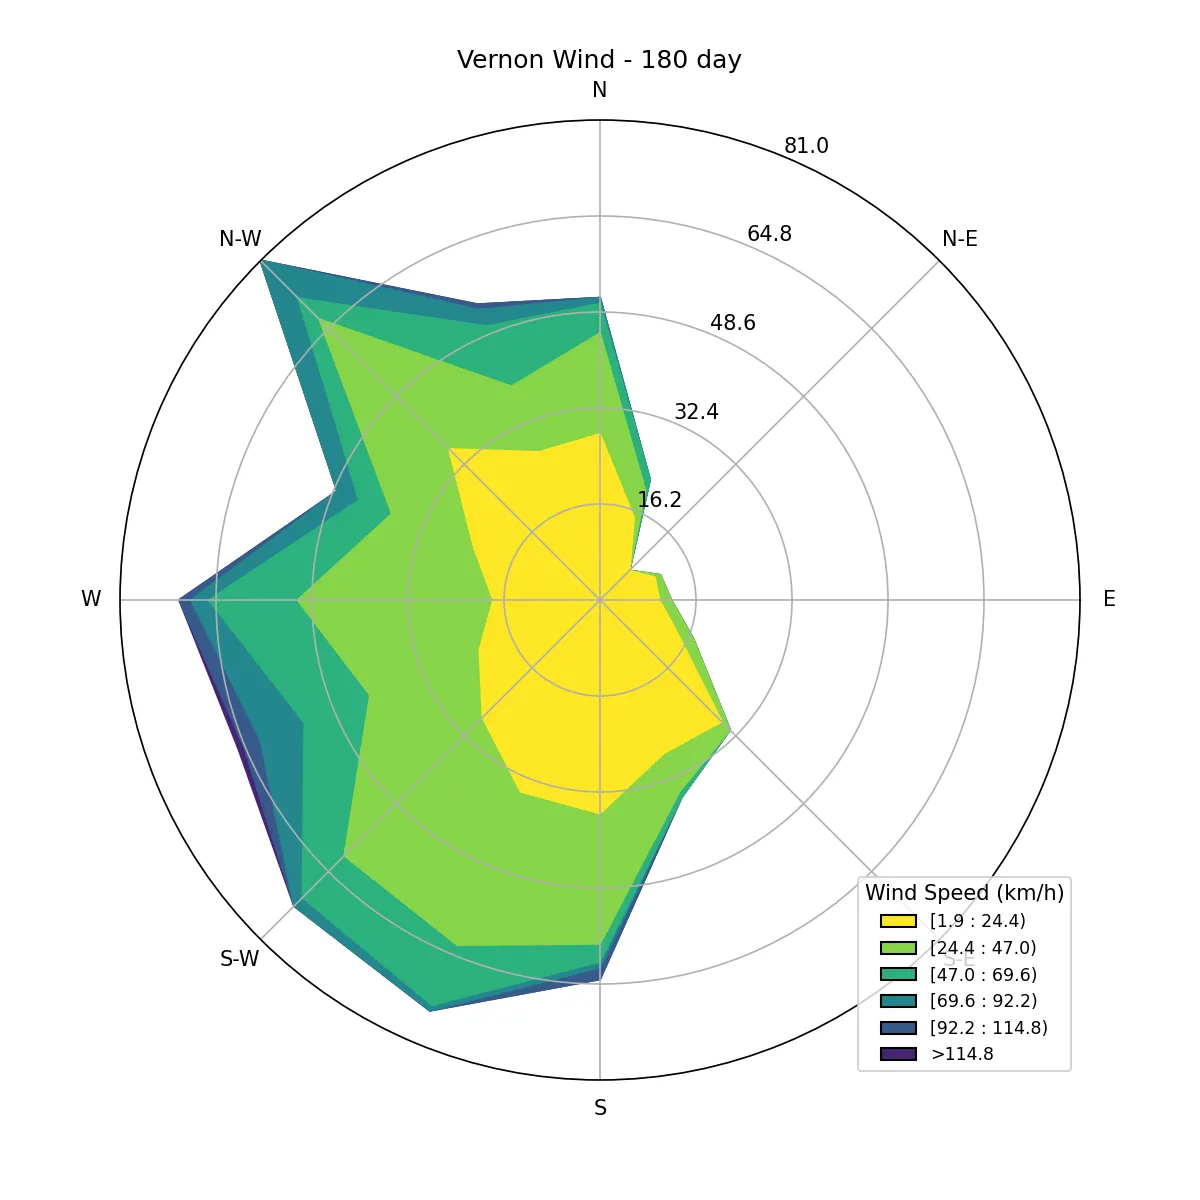 Vernon Wind - 180 day
N
81.0
64.8
N-W
N-E
48.6
32.4
16.2
W
E
Wind Speed (km/h)
[1.9 : 24.4)
[24.4 : 47.0)
S-W
S-E
[47.0 : 69.6)
[69.6 : 92.2)
[92.2 : 114.8)
>114.8
S